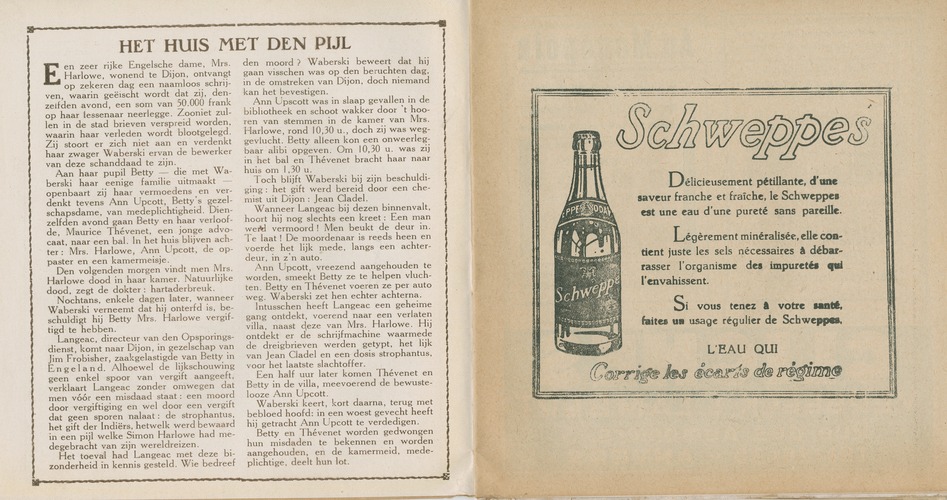 HET HUIS MET DEN PIJL
Een zeer rijke Engelsche dame, Mrs.
Harlowe, wonend te Dijon, ontvangt
op zekeren dag een naamloos schrij-
ven, waarin geëischt wordt dat zij, den-
zelfden avond, een som van 50.000 frank
op haar lessenaar neerlegge. Zooniet zul-
len in de stad brieven verspreid worden,
waarin haar verleden wordt blootgelegd.
Zij stoort er zich niet aan en verdenkt
haar zwager Waberski ervan de bewerker
van deze schanddaad te zijn.
Aan haar pupil Betty — die met Wa-
berski haar eenige familie uitmaakt —
openbaart zij haar vermoedens en ver-
denkt tevens Ann Upcott, Betty's gezel-
schapsdame, van medeplichtigheid. Dien-
zelfden avond gaan Betty en haar verloof-
de, Maurice Thévenet, een jonge advo-
caat, naar een bal. In het huis blijven ach-
ter : Mrs. Harlowe, Ann Upcott, de op-
paster en een kamermeisje.
Den volgenden morgen vindt men Mrs.
Harlowe dood in haar kamer. Natuurlijke
dood, zegt de dokter : hartaderbreuk.
Nochtans, enkele dagen later, wanneer
Waberski verneemt dat hij onterfd is, be-
schuldigt hij Betty Mrs. Harlowe vergif-
tigd te hebben.
Langeac, directeur van den Opsporings-
dienst, komt naar Dijon, in gezelschap van
Jim Frobisher, zaakgelastigde van Betty in
Engeland. Alhoewel de lijkschouwing
geen enkel spoor van vergift aangeeft,
verklaart Langeac zonder omwegen dat
men vóór een misdaad staat : een moord
door vergiftiging en wel door een vergift
dat geen sporen nalaat : de strophantus,
het gift der Indiërs, hetwelk werd bewaard
in een pijl welke Simon Harlowe had me-
degebracht van zijn wereldreizen.
Het toeval had Langeac met deze bi-
zonderheid in kennis gesteld. Wie bedreef
den moord ? Waberski beweert dat hij
gaan visschen was op den beruchten dag,
in de omstreken van Dijon, doch niemand
kan het bevestigen.
Ann Upscott was in slaap gevallen in de
bibliotheek en schoot wakker door 't hoo-
ren van stemmen in de kamer van Mrs.
Harlowe, rond 10,30 u., doch zij was weg-
gevlucht. Betty alleen kon een onweerleg-
baar alibi opgeven. Om 10,30 u. was zij
in het bal en Thévenet bracht haar naar
huis om 1,30 u.
Toch blijft Waberski bij zijn beschuldi-
ging : het gift werd bereid door een che-
mist uit Dijon : Jean Cladel.
Wanneer Langeac bij dezen binnenvalt,
hoort hij nog slechts een kreet : Een man
werd vermoord ! Men beukt de deur in.
Te laat ! De moordenaar is reeds heen en
voerde het lijk mede, langs een achter-
deur, in z'n auto.
Ann Upcott, vreezend aangehouden te
worden, smeekt Betty ze te helpen vluch-
ten. Betty en Thévenet voeren ze per auto
weg. Waberski zet hen echter achterna.
Intusschen heeft Langeac een geheime
gang ontdekt, voerend naar een verlaten
villa, naast deze van Mrs. Harlowe. Hij
ontdekt er de schrijfmachine waarmede
de dreigbrieven werden getypt, het lijk
van Jean Cladel en een dosis strophantus,
voor het laatste slachtoffer.
Een half uur later komen Thévenet en
Betty in de villa, meevoerend de bewuste-
looze Ann Upcott.
Waberski keert, kort daarna, terug met
bebloed hoofd: in een woest gevecht heeft
hij getracht Ann Upcott te verdedigen.
Betty en Thévenet worden gedwongen
hun misdaden te bekennen en worden
aangehouden, en de kamermeid, mede-
plichtige, deelt hun lot.
Schweppes
Délicieusement pétillante, d'une
saveur franche et fraîche, le Schweppes
est une eau d'une pureté sans pareille.
Légèrement minéralisée, elle con-
tient juste les sels nécessaires à débar-
rasser l'organisme des impuretés qui
l'envahissent.
Si vous tenez à votre santé,
faites un usage régulier de Schweppes.
L'EAU QUI
Corrige les écarts de régime